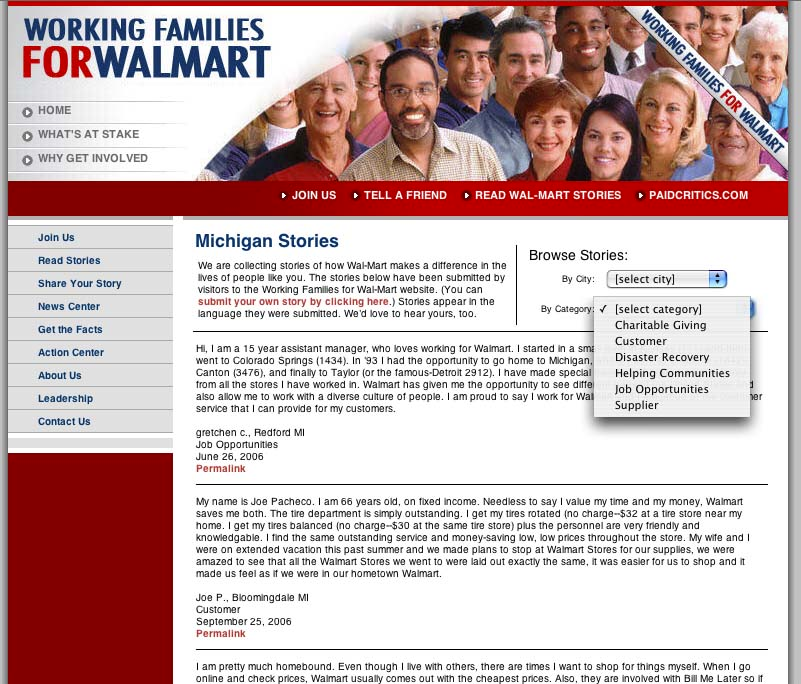 WORKING FAMILIES
FORWALMART
WORKING FAMILIES FOR WALMART
HOME
WHAT'S AT STAKE
WHY GET INVOLVED
JOIN US
TELL A FRIEND
READ WAL-MART STORIES
PAIDCRITICS.COM
Join Us
Read Stories
Share Your Story
News Center
Get the Facts
Action Center
About Us
Leadership
Contact Us
Michigan Stories
We are collecting stories of how Wal-Mart makes a difference in the
lives of people like you. The stories below have been submitted by
visitors to the Working Families for Wal-Mart website. (You can
submit your own story by clicking here.) Stories appear in the
language they were submitted. We'd love to hear yours, too.
Browse Stories:
By City:
[select city]
By Category:
✓ [select category]
Charitable Giving
Customer
Disaster Recovery
Helping Communities
Job Opportunities
Supplier
Hi, I am a 15 year assistant manager, who loves working for Walmart. I started in a
went to Colorado Springs (1434). In '93 I had the opportunity to go home to Michigan,
Canton (3476), and finally to Taylor (or the famous-Detroit 2912). I have made special
from all the stores I have worked in. Walmart has given me the opportunity to see
also allow me to work with a diverse culture of people. I am proud to say I work for
service that I can provide for my customers.
gretchen c., Redford MI
Job Opportunities
June 26, 2006
Permalink
My name is Joe Pacheco. I am 66 years old, on fixed income. Needless to say I value my time and my money, Walmart
saves me both. The tire department is simply outstanding. I get my tires rotated (no charge--$32 at a tire store near my
home. I get my tires balanced (no charge--$30 at the same tire store) plus the personnel are very friendly and
knowledgable. I find the same outstanding service and money-saving low, low prices throughout the store. My wife and I
were on extended vacation this past summer and we made plans to stop at Walmart Stores for our supplies, we were
amazed to see that all the Walmart Stores we went to were laid out exactly the same, it was easier for us to shop and it
made us feel as if we were in our hometown Walmart.
Joe P., Bloomingdale MI
Customer
September 25, 2006
Permalink
I am pretty much homebound. Even though I live with others, there are times I want to shop for things myself. When I go
online and check prices, Walmart usually comes out with the cheapest prices. Also, they are involved with Bill Me Later so if